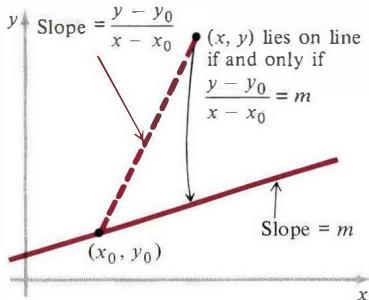 y
Slope = \frac{y - y_0}{x - x_0}
(x, y) lies on line
if and only if
\frac{y - y_0}{x - x_0} = m
Slope = m
(x_0, y_0)
x